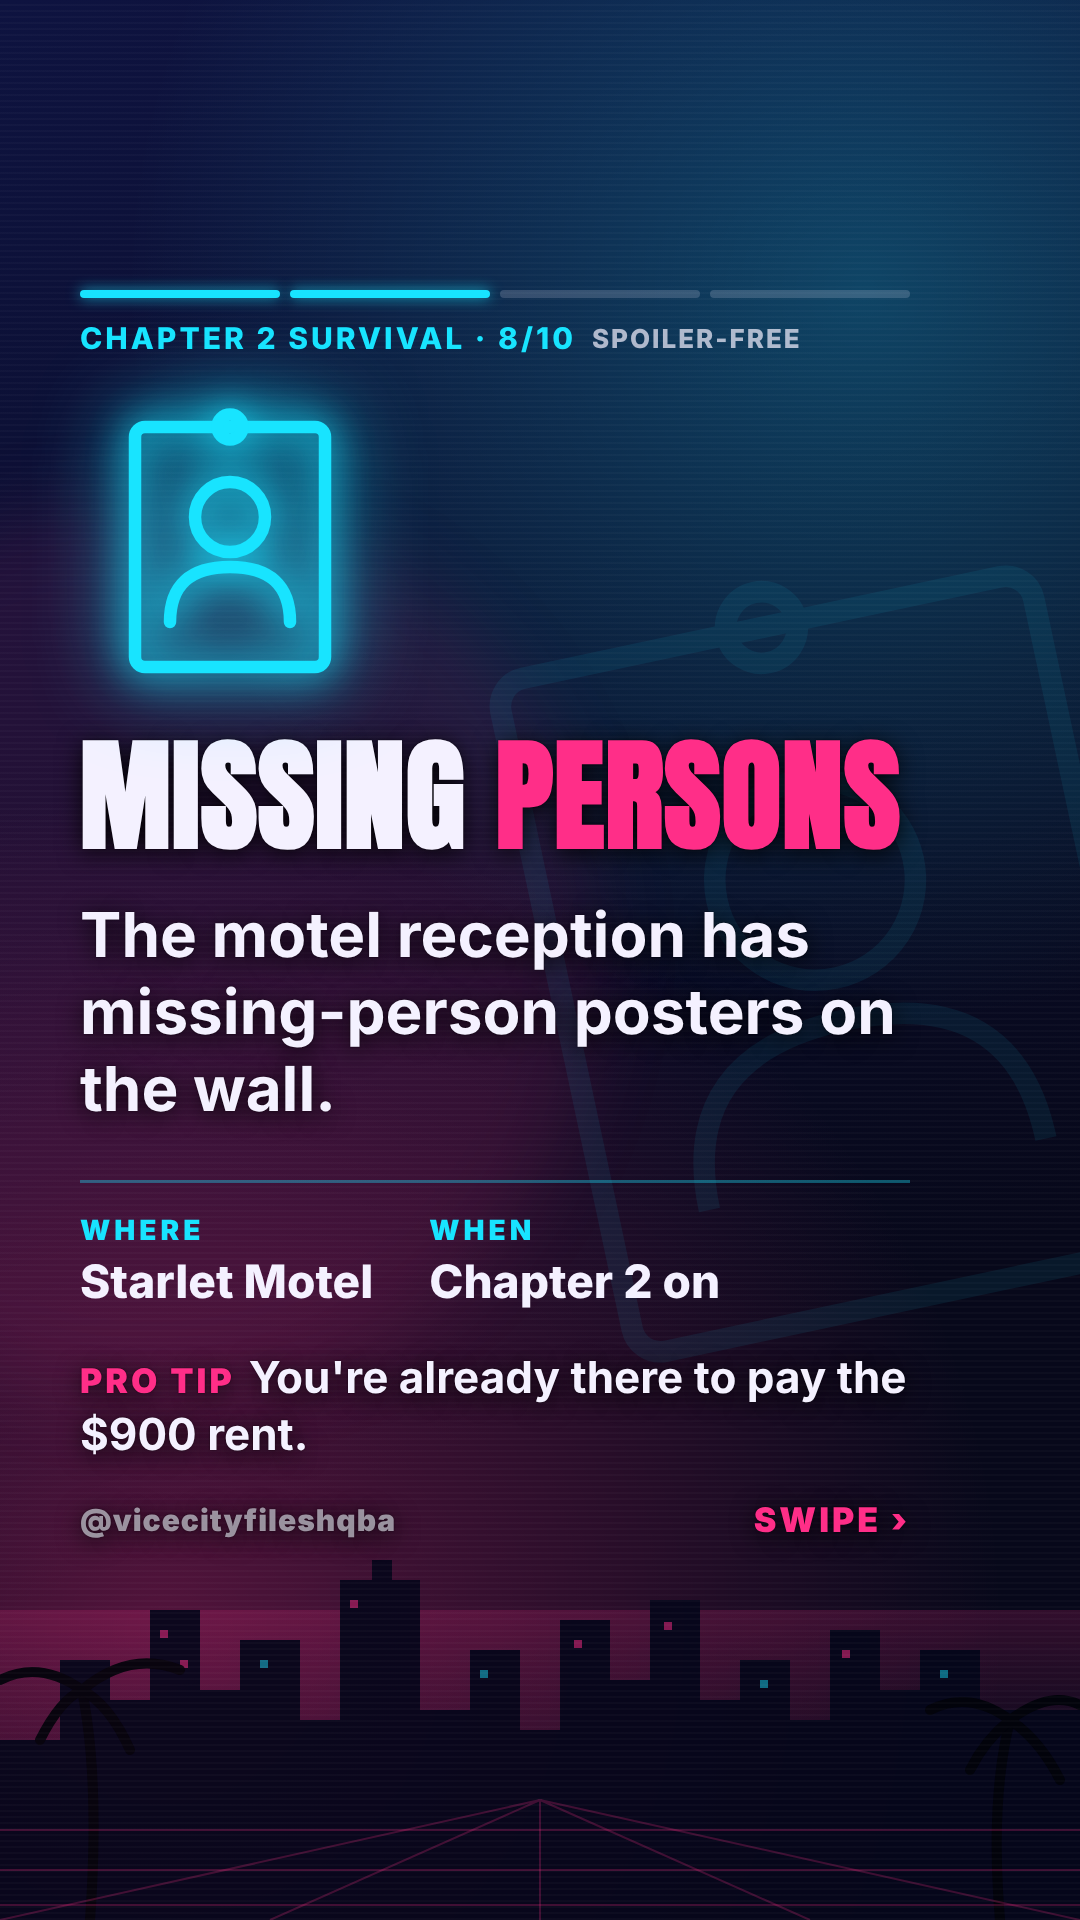 CHAPTER 2 SURVIVAL · 8/10 SPOILER-FREE
MISSING PERSONS
The motel reception has
missing-person posters on
the wall.
WHERE WHEN
Starlet Motel Chapter 2 on
PRO TIP You're already there to pay the
$900 rent.
@vicecityfileshqba SWIPE ›